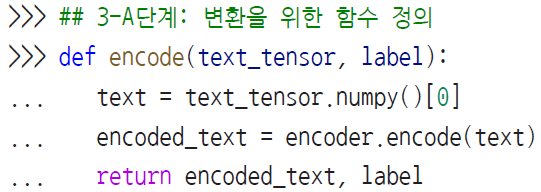 >>> ## 3-A단계: 변환을 위한 함수 정의
>>> def encode(text_tensor, label):
...    text = text_tensor.numpy()[0]
...    encoded_text = encoder.encode(text)
...    return encoded_text, label